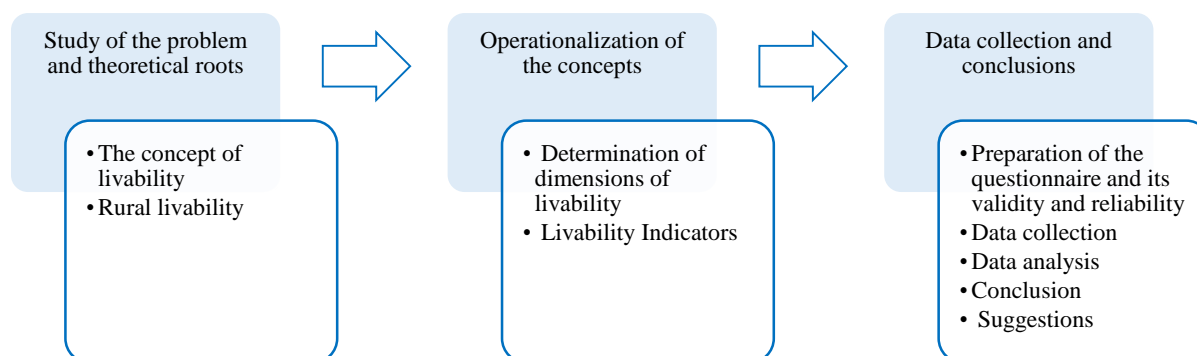 Study of the problem
and theoretical roots
• The concept of
livability
• Rural livability
Operationalization of
the concepts
• Determination of
dimensions of
livability
• Livability Indicators
Data collection and
conclusions
• Preparation of the
questionnaire and its
validity and reliability
• Data collection
• Data analysis
• Conclusion
• Suggestions